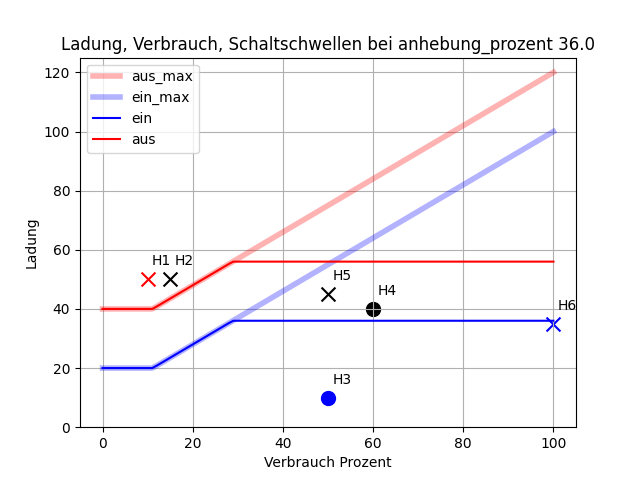 Ladung, Verbrauch, Schaltschwellen bei anhebung_prozent 36.0
aus_max
ein_max
ein
aus
120
100
80
60
40
20
0
Ladung
H1
H2
H5
H4
H6
H3
0
20
40
60
80
100
Verbrauch Prozent